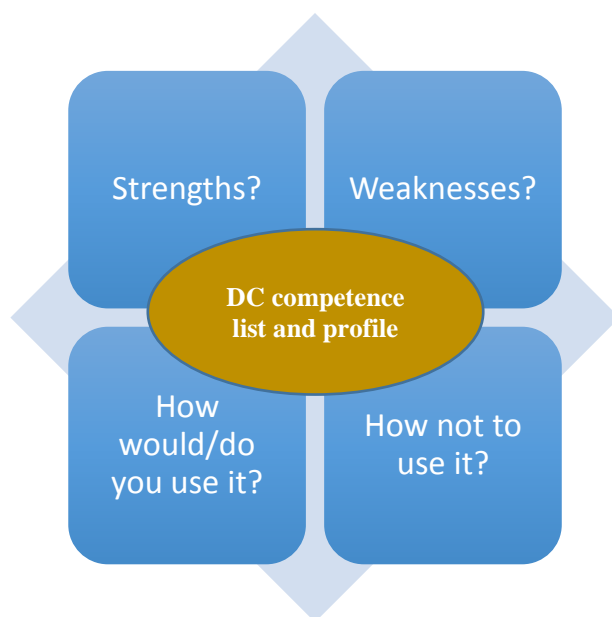 Strengths?
Weaknesses?
DC competence
list and profile
How
would/do
you use it?
How not to
use it?